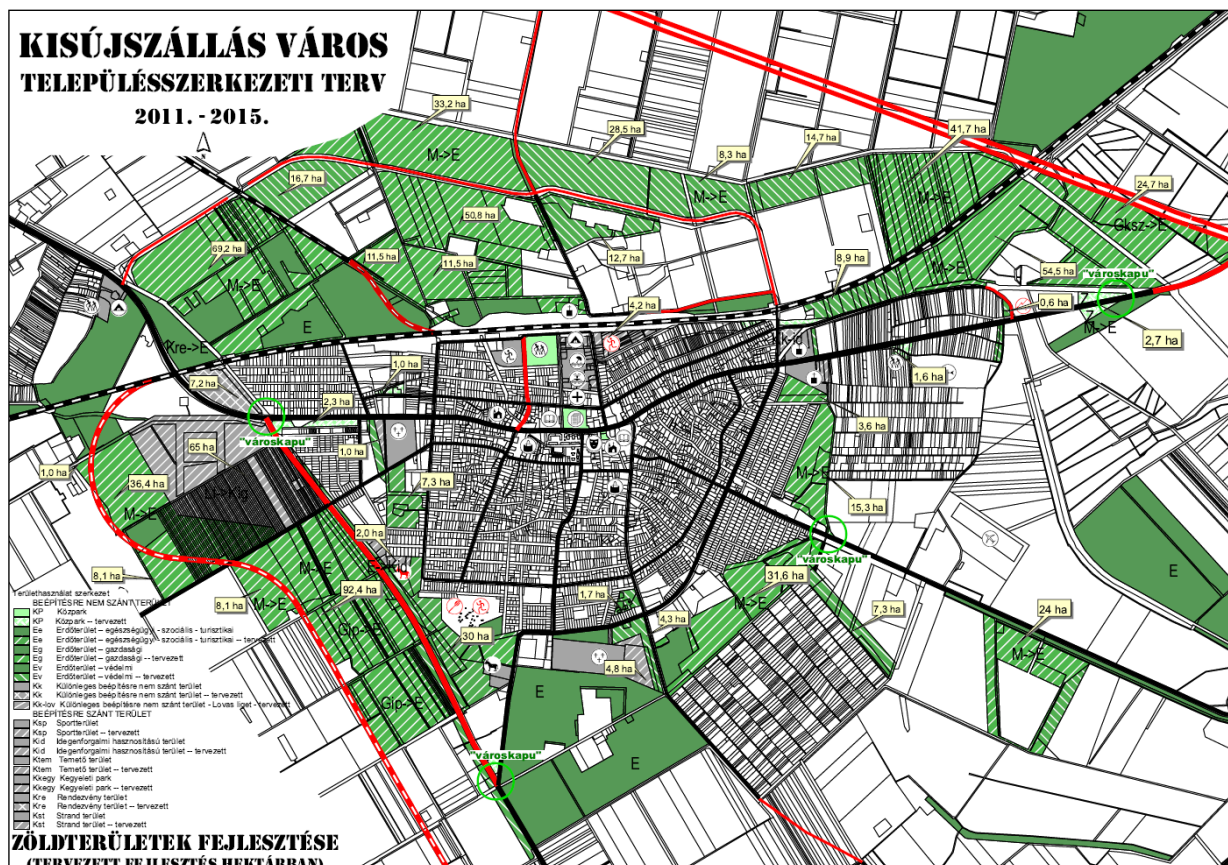 KISÚJSZÁLLÁS VÁROS
TELEPÜLÉSSZERKEZETI TERV
2011. - 2015.
N
33,2 ha
M->E
28,5 ha
8,3 ha
14,7 ha
41,7 ha
M->E
M->E
24,7 ha
Gksz->E
16,7 ha
50,8 ha
69,2 ha
11,5 ha
11,5 ha
12,7 ha
8,9 ha
M->E
54,5 ha
"városkapu"
M->E
E
4,2 ha
0,6 ha
Z
M->E
2,7 ha
Kre->E
7,2 ha
1,0 ha
1,6 ha
2,3 ha
"városkapu"
1,0 ha
3,6 ha
65 ha
1,0 ha
36,4 ha
7,3 ha
M->E
M->E
E
15,3 ha
2,0 ha
"városkapu"
E
8,1 ha
M->E
92,4 ha
31,6 ha
8,1 ha
M->E
1,7 ha
M->E
7,3 ha
24 ha
4,3 ha
Gip->E
30 ha
4,8 ha
M->E
E
Gip->E
"városkapu"
E
Területhasználat szerkezet
BEÉPÍTÉSRE NEM SZÁNT TERÜLET
KP Közpark
KP Közpark -- tervezett
Ee Erdőterület -- egészségügyi - szociális - turisztikai
Ee Erdőterület -- egészségügyi - szociális - turisztikai -- tervezett
Eg Erdőterület -- gazdasági
Eg Erdőterület -- gazdasági -- tervezett
Ev Erdőterület -- védelmi
Ev Erdőterület -- védelmi -- tervezett
Kk Különleges beépítésre nem szánt terület
Kk Különleges beépítésre nem szánt terület -- tervezett
Kk-lov Különleges beépítésre nem szánt terület - Lovas liget - tervezett
BEÉPÍTÉSRE SZÁNT TERÜLET
Ksp Sportterület
Ksp Sportterület -- tervezett
Kid Idegenforgalmi hasznosítású terület
Kid Idegenforgalmi hasznosítású terület -- tervezett
Ktem Temető terület
Ktem Temető terület -- tervezett
Kkegy Kegyeleti park
Kkegy Kegyeleti park -- tervezett
Kre Rendezvény terület
Kre Rendezvény terület -- tervezett
Kst Strand terület
Kst Strand terület -- tervezett
ZÖLDTERÜLETEK FEJLESZTÉSE
(TERVEZETT FEJLESZTÉS HEKTÁRBAN)